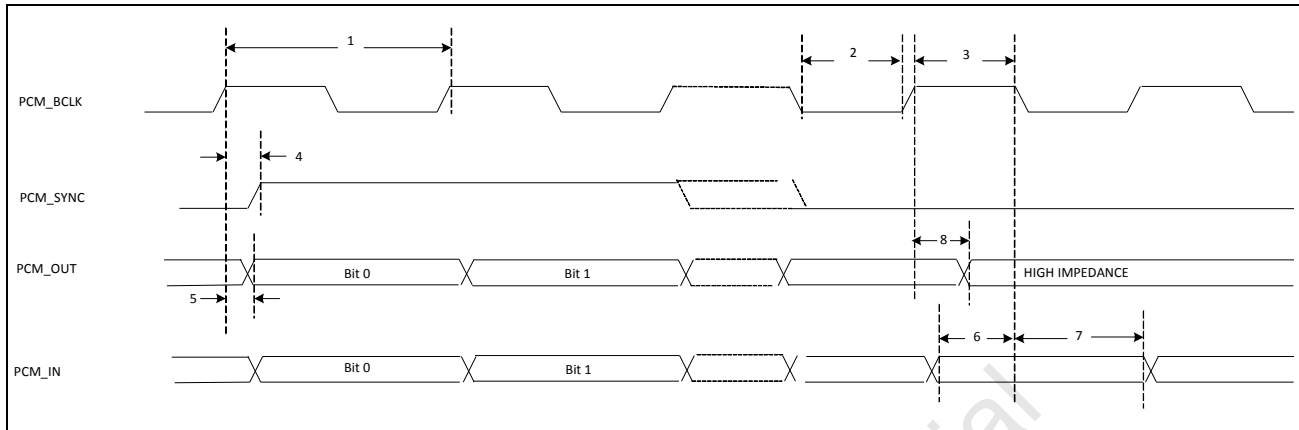 1
2
3
PCM_BCLK
4
PCM_SYNC
8
PCM_OUT
Bit 0
Bit 1
HIGH IMPEDANCE
5
6
7
PCM_IN
Bit 0
Bit 1